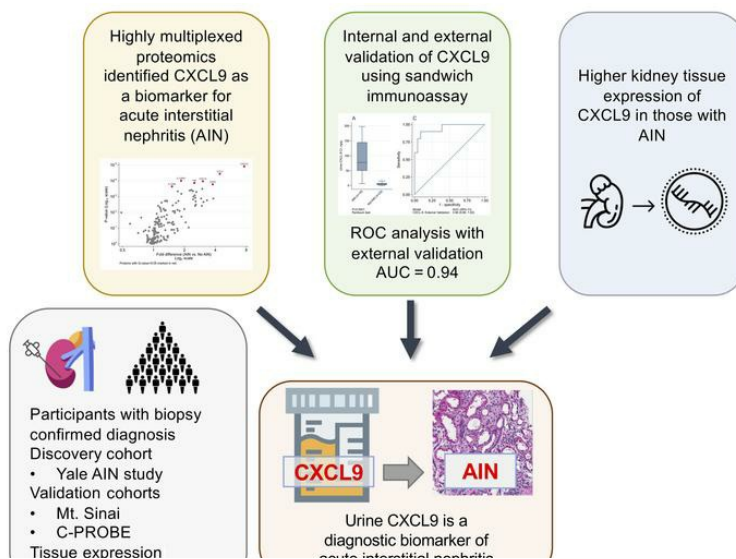 Highly multiplexed
proteomics
identified CXCL9 as
a biomarker for
acute interstitial
nephritis (AIN)
Internal and external
validation of CXCL9
using sandwich
immunoassay
ROC analysis with
external validation
AUC = 0.94
Higher kidney tissue
expression of
CXCL9 in those with
AIN
Participants with biopsy
confirmed diagnosis
Discovery cohort
• Yale AIN study
Validation cohorts
• Mt. Sinai
• C-PROBE
Tissue expression
CXCL9
AIN
Urine CXCL9 is a
diagnostic biomarker of
acute interstitial nephritis